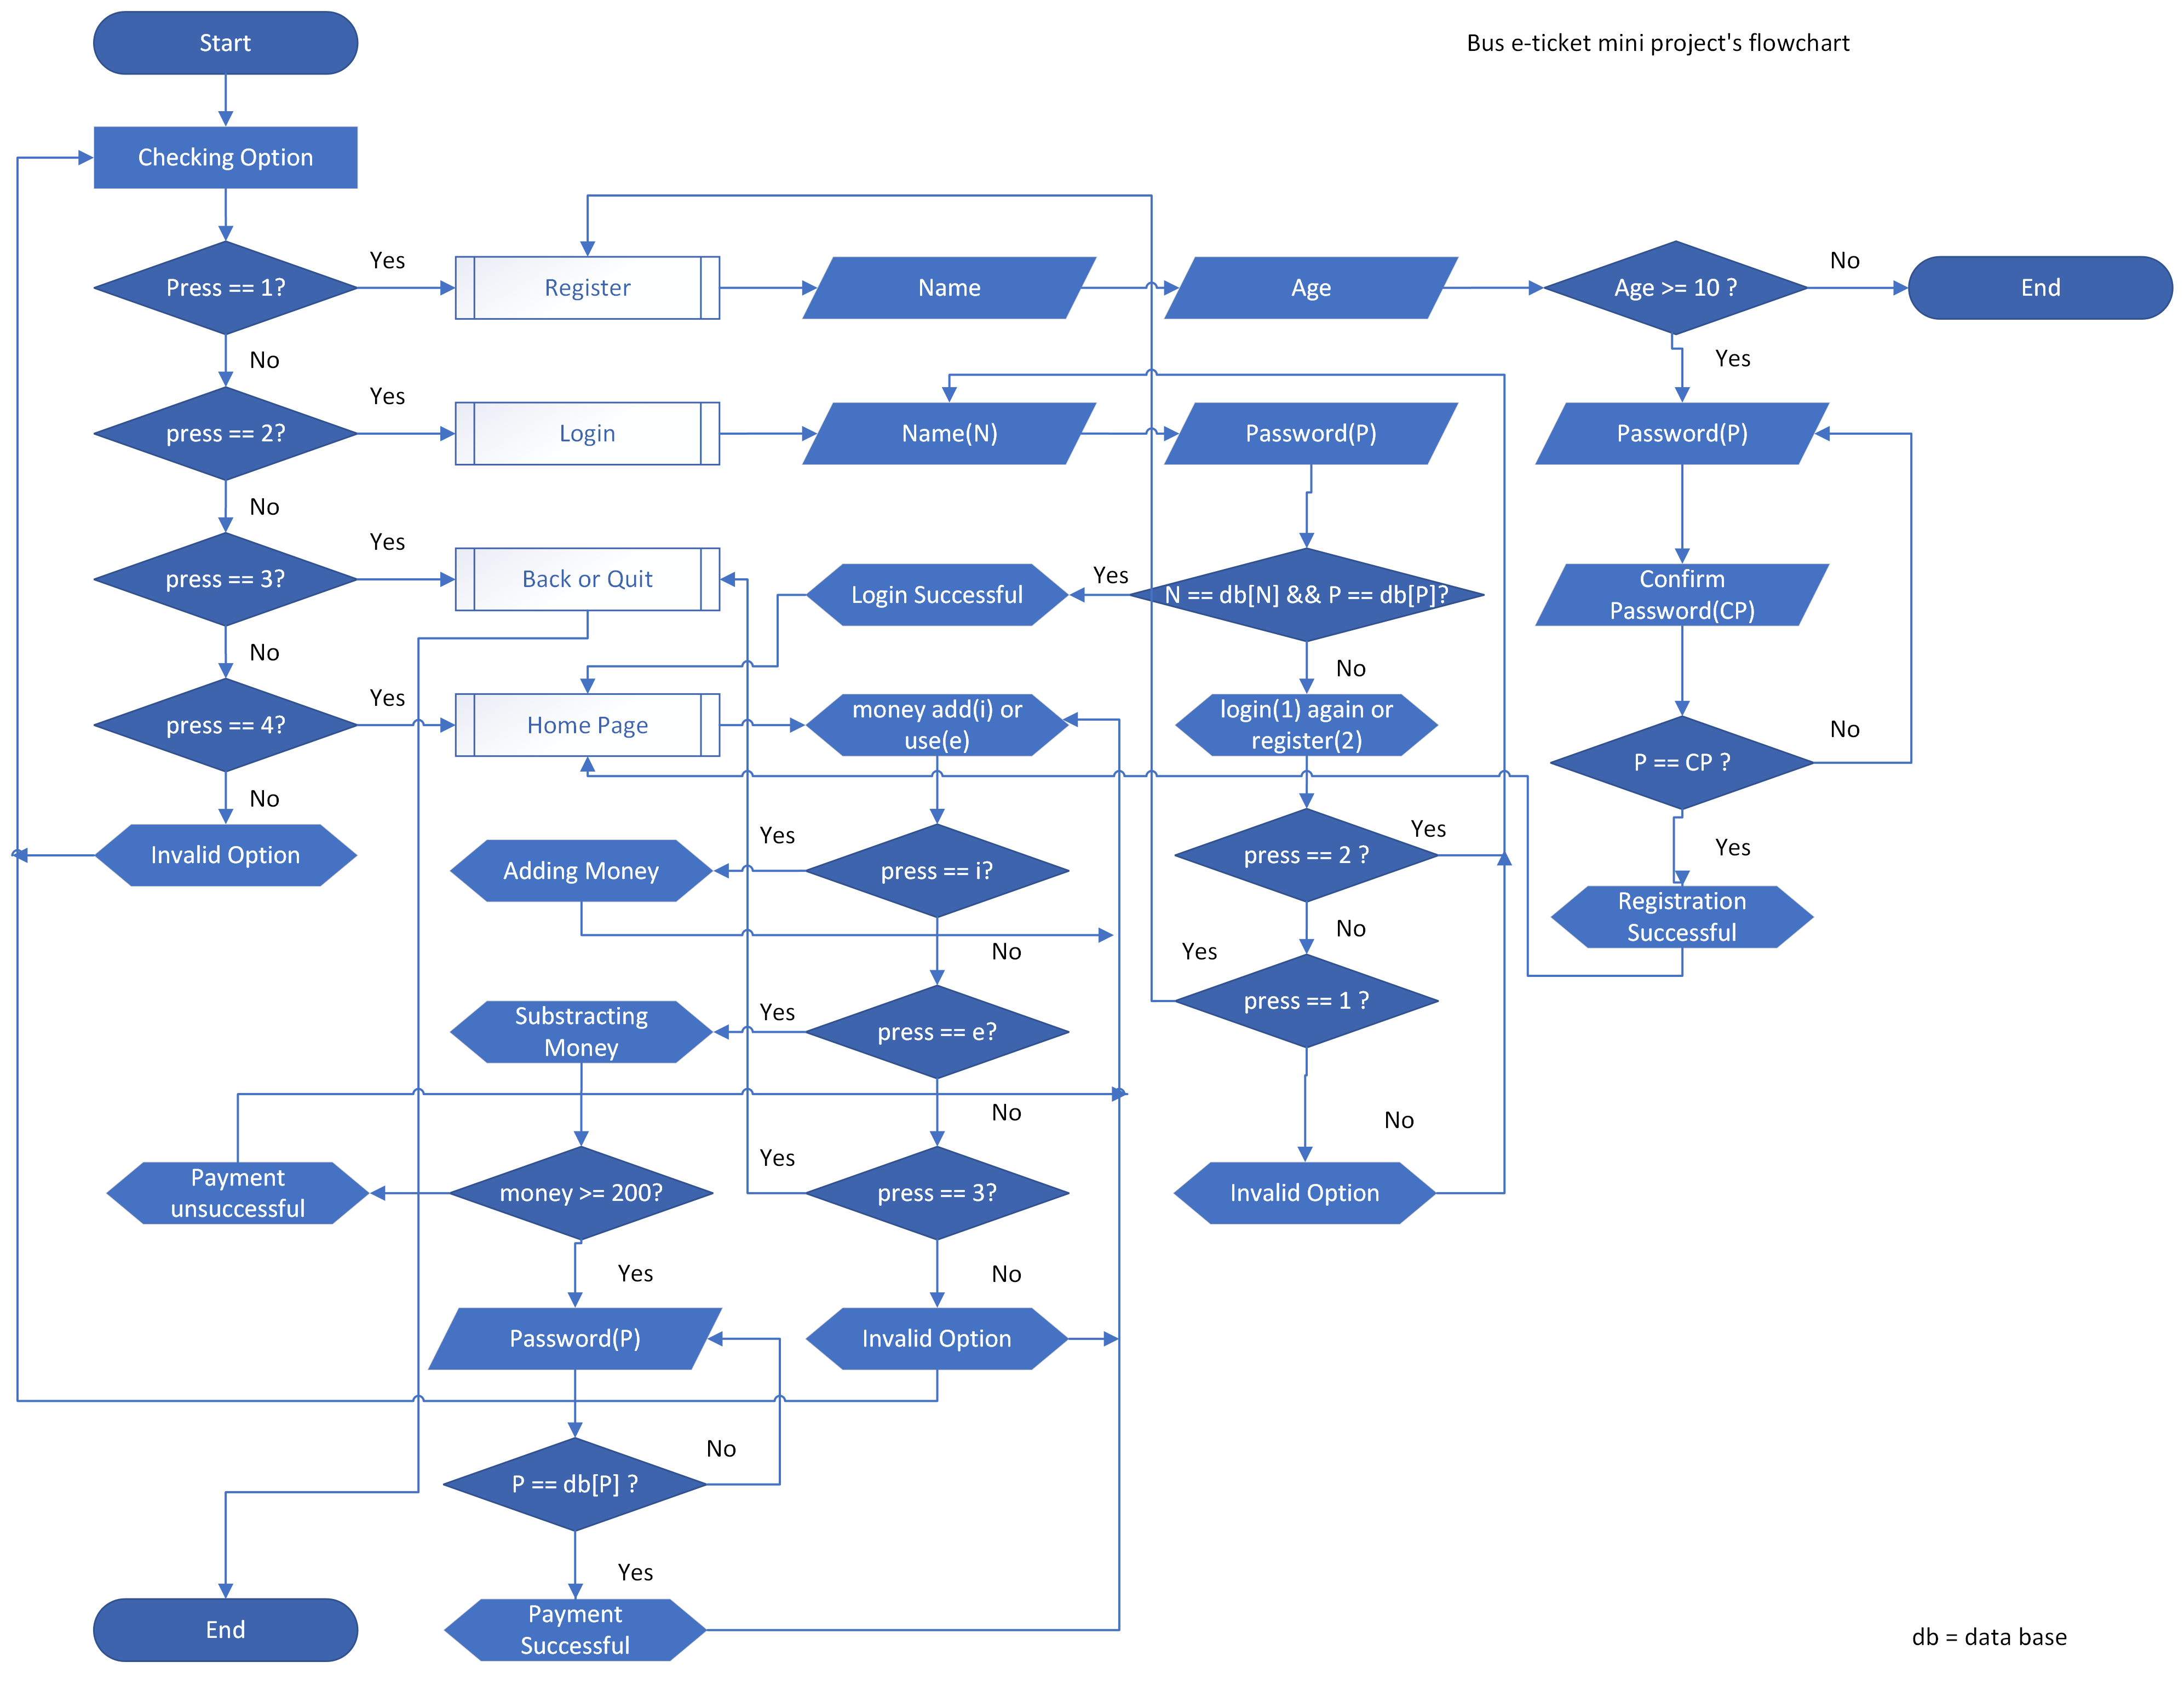 Start
Bus e-ticket mini project's flowchart
Checking Option
Press == 1?
Yes
Register
Name
Age
Age >= 10 ?
No
End
No
Yes
press == 2?
Yes
Login
Name(N)
Password(P)
Password(P)
No
press == 3?
Yes
Back or Quit
Login Successful
Yes
N == db[N] && P == db[P]?
Confirm
Password(CP)
No
No
press == 4?
Yes
Home Page
money add(i) or
use(e)
login(1) again or
register(2)
P == CP ?
No
No
Invalid Option
Adding Money
Yes
press == i?
press == 2 ?
Yes
Yes
Registration
Successful
No
No
Yes
press == 1 ?
Substracting
Money
Yes
press == e?
No
No
Payment
unsuccessful
money >= 200?
Yes
press == 3?
Invalid Option
Yes
No
Password(P)
Invalid Option
No
P == db[P] ?
Yes
End
Payment
Successful
db = data base